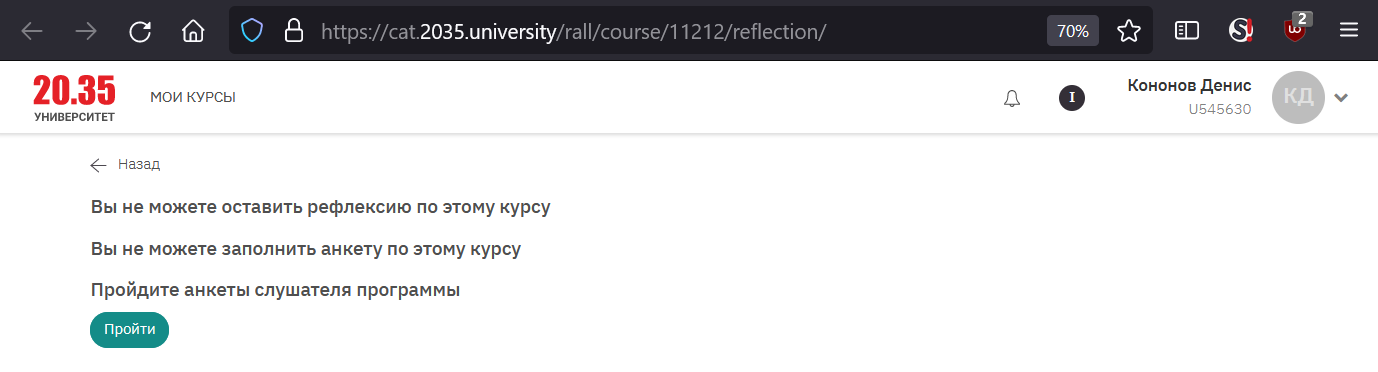 https://cat.2035.university/rall/course/11212/reflection/ 70% 2
20.35
УНИВЕРСИТЕТ
МОИ КУРСЫ
I
Кононов Денис
U545630
КД
Назад
Вы не можете оставить рефлексию по этому курсу
Вы не можете заполнить анкету по этому курсу
Пройдите анкеты слушателя программы
Пройти